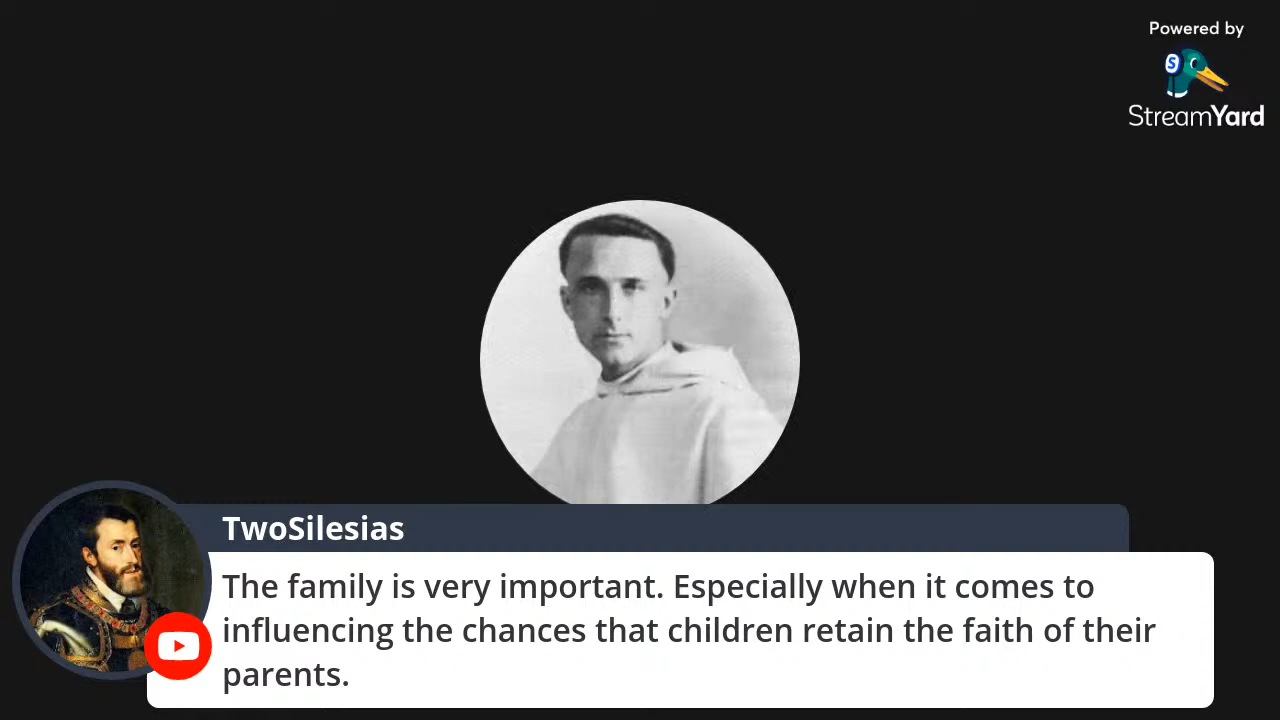 Powered by
S
StreamYard
TwoSilesias
The family is very important. Especially when it comes to
influencing the chances that children retain the faith of their
parents.